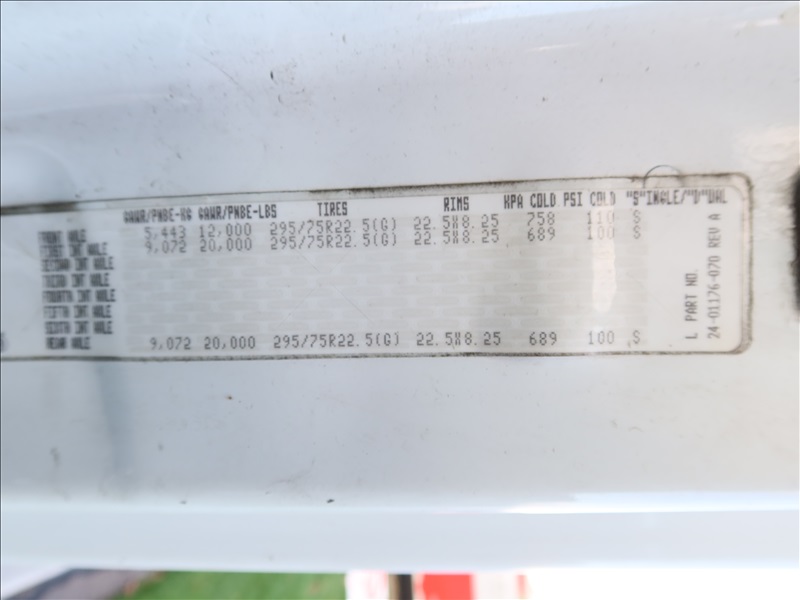 GAWR/PNBE-KG GAWR/PNBE-LBS TIRES RIMS KPA COLD PSI COLD "S"INGLE/"D"UAL
FRONT AXLE 5,443 12,000 295/75R22.5(G) 22.5X8.25 758 110 S
FIRST INT AXLE 9,072 20,000 295/75R22.5(G) 22.5X8.25 689 100 S
SECOND INT AXLE
THIRD INT AXLE
FOURTH INT AXLE
FIFTH INT AXLE
SIXTH INT AXLE
REAR AXLE 9,072 20,000 295/75R22.5(G) 22.5X8.25 689 100 S
L PART NO.
24-01176-070 REV A